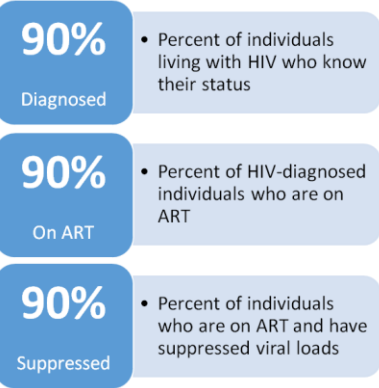 90%
Diagnosed
• Percent of individuals
living with HIV who know
their status
90%
On ART
• Percent of HIV-diagnosed
individuals who are on
ART
90%
Suppressed
• Percent of individuals
who are on ART and have
suppressed viral loads